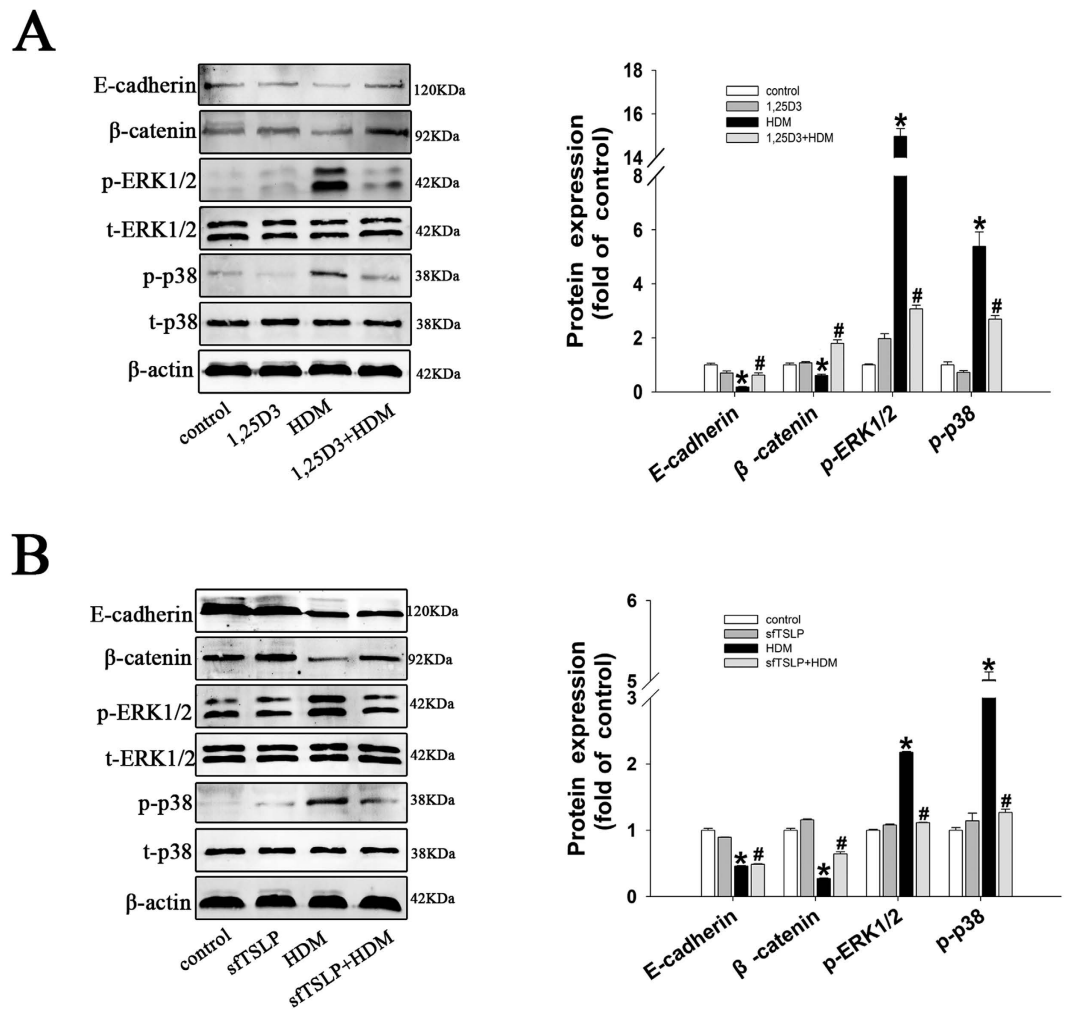 A
E-cadherin
120KDa
β-catenin
92KDa
p-ERK1/2
42KDa
t-ERK1/2
42KDa
p-p38
38KDa
t-p38
38KDa
β-actin
42KDa
control
1,25D3
HDM
1,25D3+HDM
Protein expression
(fold of control)
18
16
14
8
6
4
2
0
control
1,25D3
HDM
1,25D3+HDM
* # * # * # * #
E-cadherin
β -catenin
p-ERK1/2
p-p38
B
E-cadherin
120KDa
β-catenin
92KDa
p-ERK1/2
42KDa
t-ERK1/2
42KDa
p-p38
38KDa
t-p38
38KDa
β-actin
42KDa
control
sfTSLP
HDM
sfTSLP+HDM
Protein expression
(fold of control)
6
5
3
2
1
0
control
sfTSLP
HDM
sfTSLP+HDM
* # * # * # * #
E-cadherin
β -catenin
p-ERK1/2
p-p38